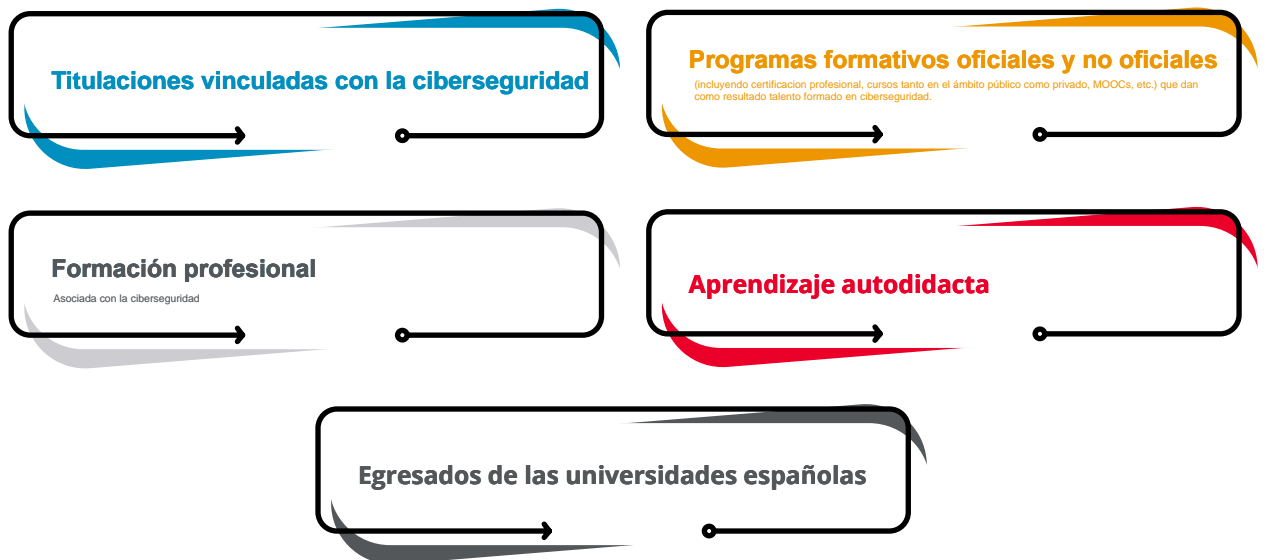 Titulaciones vinculadas con la ciberseguridad
Programas formativos oficiales y no oficiales
(incluyendo certificacion profesional, cursos tanto en el ámbito público como privado, MOOCs, etc.) que dan
como resultado talento formado en ciberseguridad.
Formación profesional
Asociada con la ciberseguridad
Aprendizaje autodidacta
Egresados de las universidades españolas